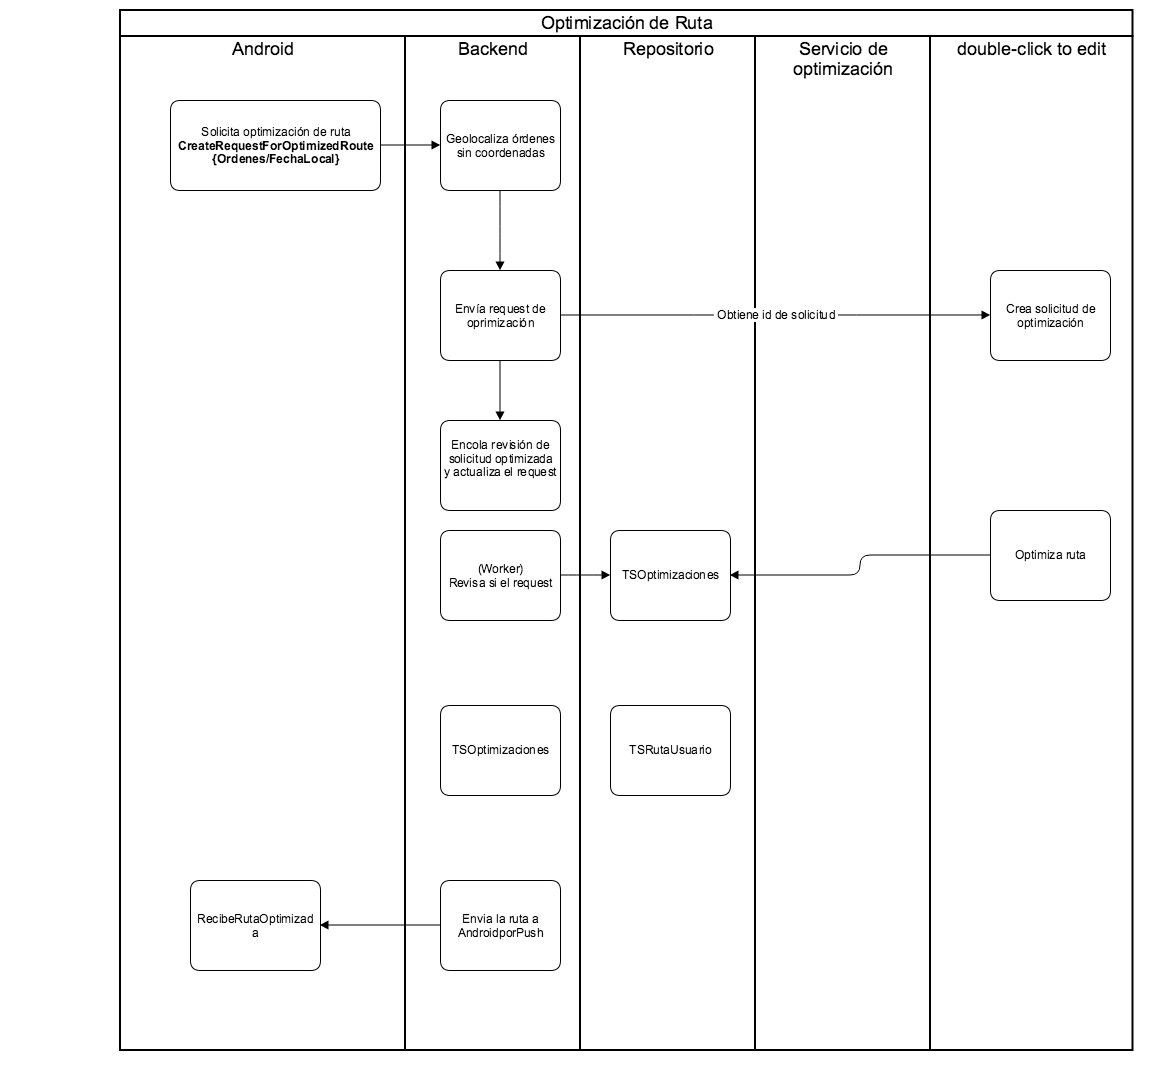 Optimización de Ruta
Android
Backend
Repositorio
Servicio de
optimización
double-click to edit
Solicita optimización de ruta
CreateRequestForOptimizedRoute
{Ordenes/FechaLocal}
Geolocaliza órdenes
sin coordenadas
Envía request de
oprimización
Obtiene id de solicitud
Crea solicitud de
optimización
Encola revisión de
solicitud optimizada
y actualiza el request
(Worker)
Revisa si el request
TSOptimizaciones
Optimiza ruta
TSOptimizaciones
TSRutaUsuario
RecibeRutaOptimizad
a
Envia la ruta a
AndroidporPush